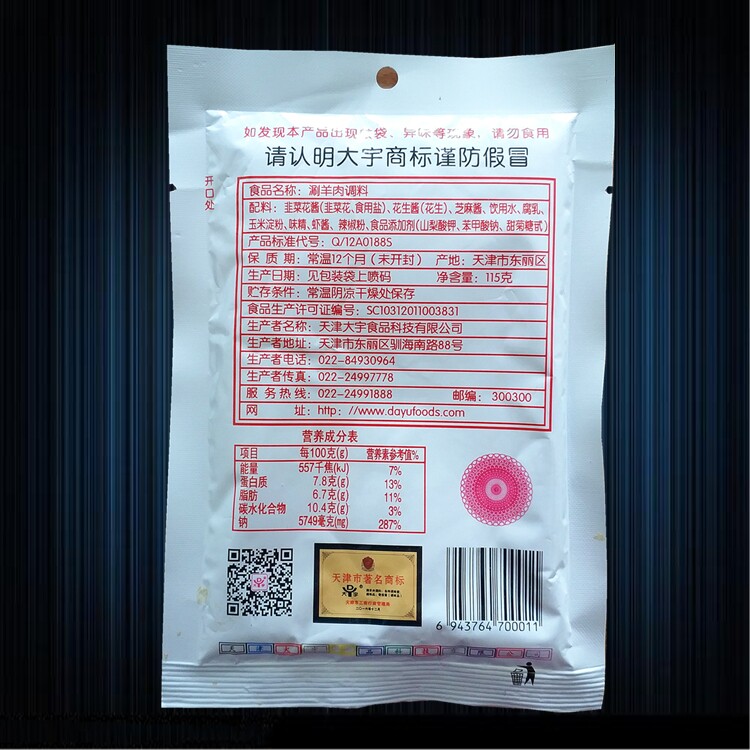 如发现本产品出现袋、异味等现象、请勿食用
请认明大宇商标谨防假冒
开口处
食品名称：涮羊肉调料
配料：韭菜花酱(韭菜花、食用盐)、花生酱(花生)、芝麻酱、饮用水、腐乳、
玉米淀粉、味精、虾酱、辣椒粉、食品添加剂(山梨酸钾、苯甲酸钠、甜菊糖甙)
产品标准代号：Q/12A0188S
保 质 期：常温12个月（未开封） 产地：天津市东丽区
生产日期：见包装袋上喷码 净含量：115克
贮存条件：常温阴凉干燥处保存
食品生产许可证编号：SC10312011003831
生产者名称：天津大宇食品科技有限公司
生产者地址：天津市东丽区驯海南路88号
生产者电话：022-84930964
生产者传真：022-24997778
服 务 热 线：022-24991888 邮编：300300
网 址：http：//www.dayufoods.com
营养成分表
项目 每100克(g) 营养素参考值%
能量 557千焦(kJ) 7%
蛋白质 7.8克(g) 13%
脂肪 6.7克(g) 11%
碳水化合物 10.4克(g) 3%
钠 5749毫克(mg) 287%
天津市著名商标
6 943764 700011